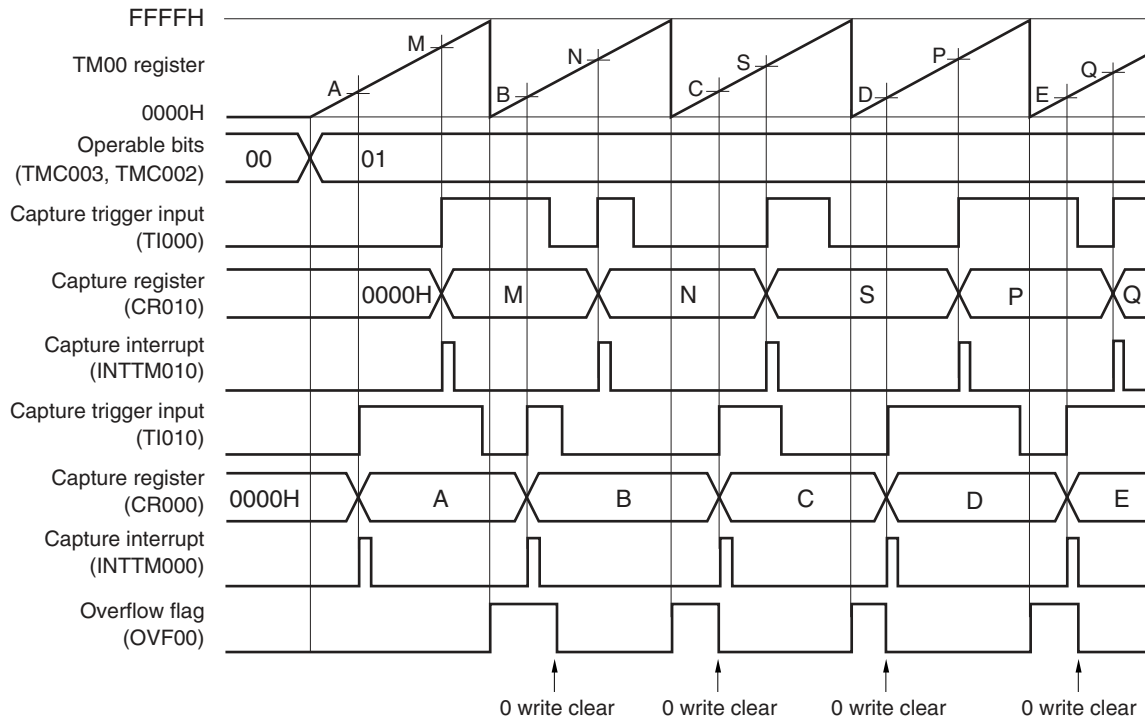 FFFFH
TM00 register
0000H
A M B N C S D P E Q
Operable bits
(TMC003, TMC002)
00 01
Capture trigger input
(TI000)
Capture register
(CR010)
0000H M N S P Q
Capture interrupt
(INTTM010)
Capture trigger input
(TI010)
Capture register
(CR000)
0000H A B C D E
Capture interrupt
(INTTM000)
Overflow flag
(OVF00)
0 write clear 0 write clear 0 write clear 0 write clear